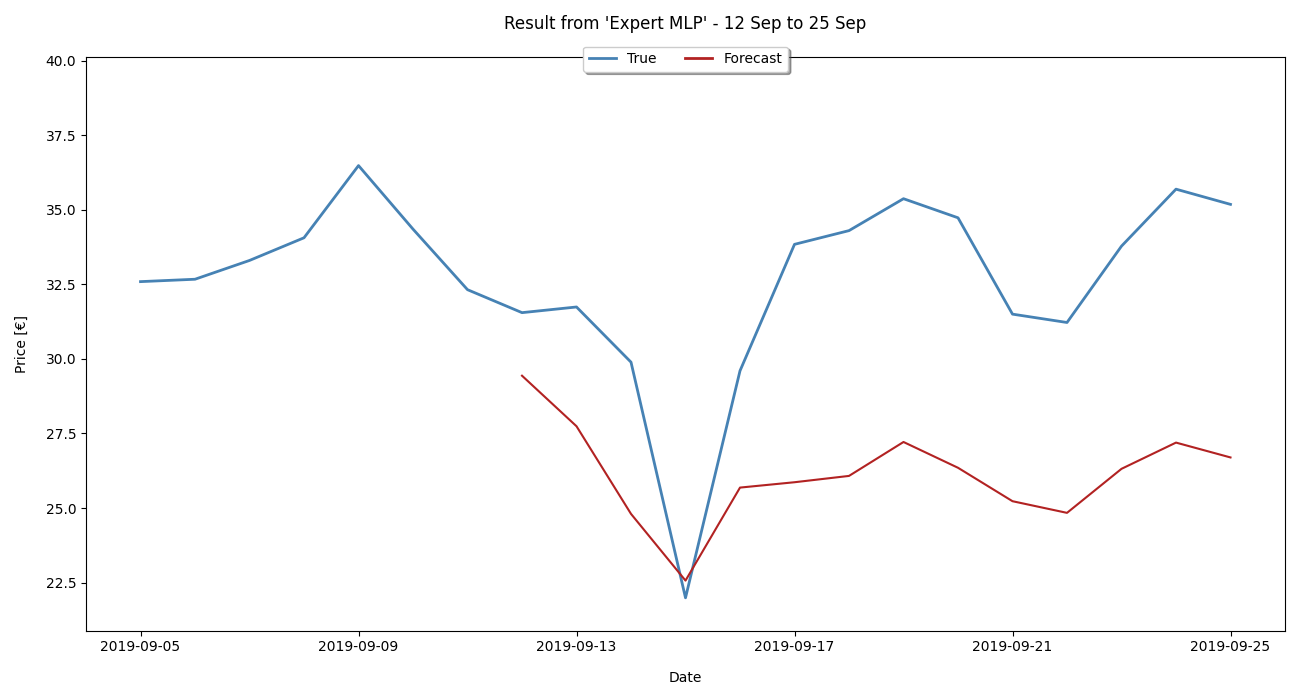 Result from 'Expert MLP' - 12 Sep to 25 Sep
True Forecast
40.0
37.5
35.0
32.5
30.0
27.5
25.0
22.5
Price [€]
2019-09-05 2019-09-09 2019-09-13 2019-09-17 2019-09-21 2019-09-25
Date